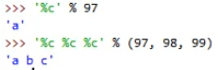 >>> '%c' % 97
'a'
>>> '%c %c %c' % (97, 98, 99)
'a b c'